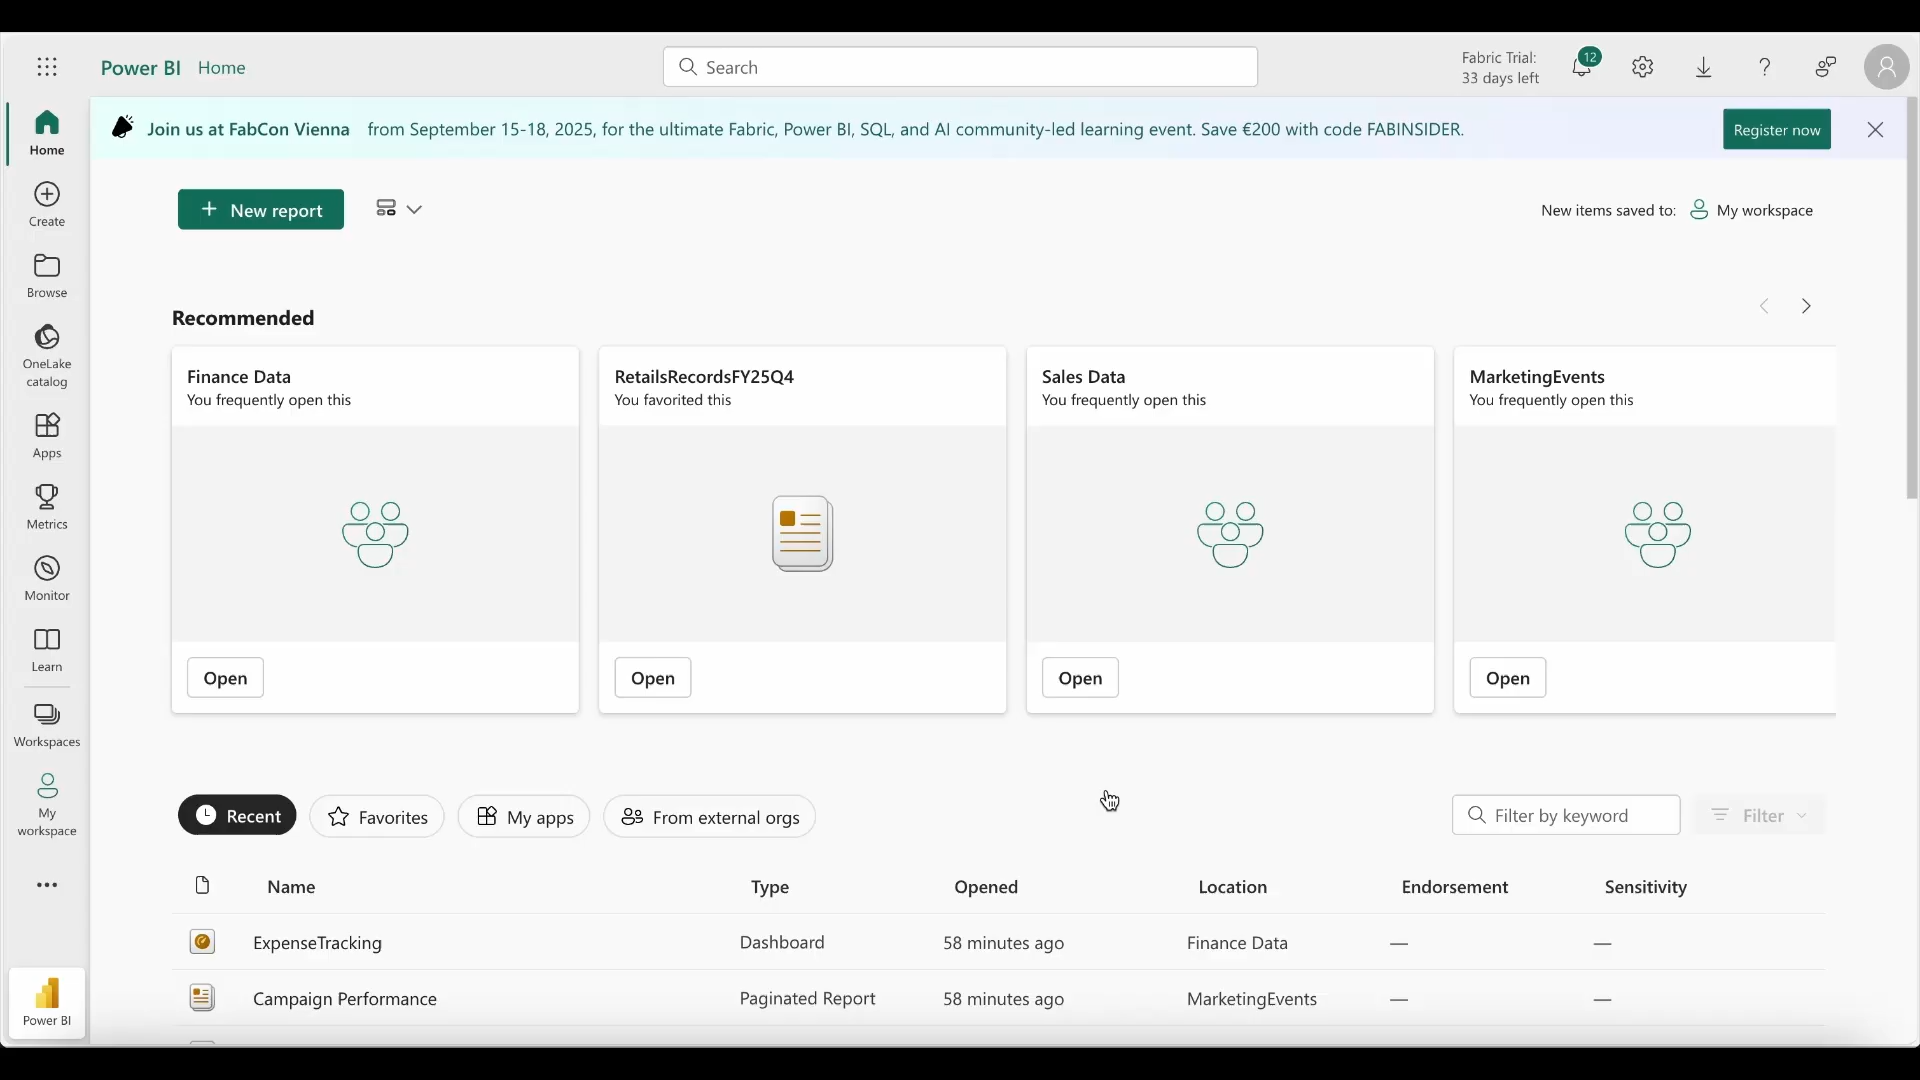 Power BI Home
Search
Fabric Trial:
33 days left
12
Join us at FabCon Vienna from September 15-18, 2025, for the ultimate Fabric, Power BI, SQL, and AI community-led learning event. Save €200 with code FABINSIDER.
Register now
Home
Create
Browse
OneLake
catalog
Apps
Metrics
Monitor
Learn
Workspaces
My
workspace
Power BI
New report
New items saved to: My workspace
Recommended
Finance Data
You frequently open this
Open
RetailsRecordsFY25Q4
You favorited this
Open
Sales Data
You frequently open this
Open
MarketingEvents
You frequently open this
Open
Recent Favorites My apps From external orgs
Filter by keyword Filter
Name Type Opened Location Endorsement Sensitivity
ExpenseTracking Dashboard 58 minutes ago Finance Data — —
Campaign Performance Paginated Report 58 minutes ago MarketingEvents — —